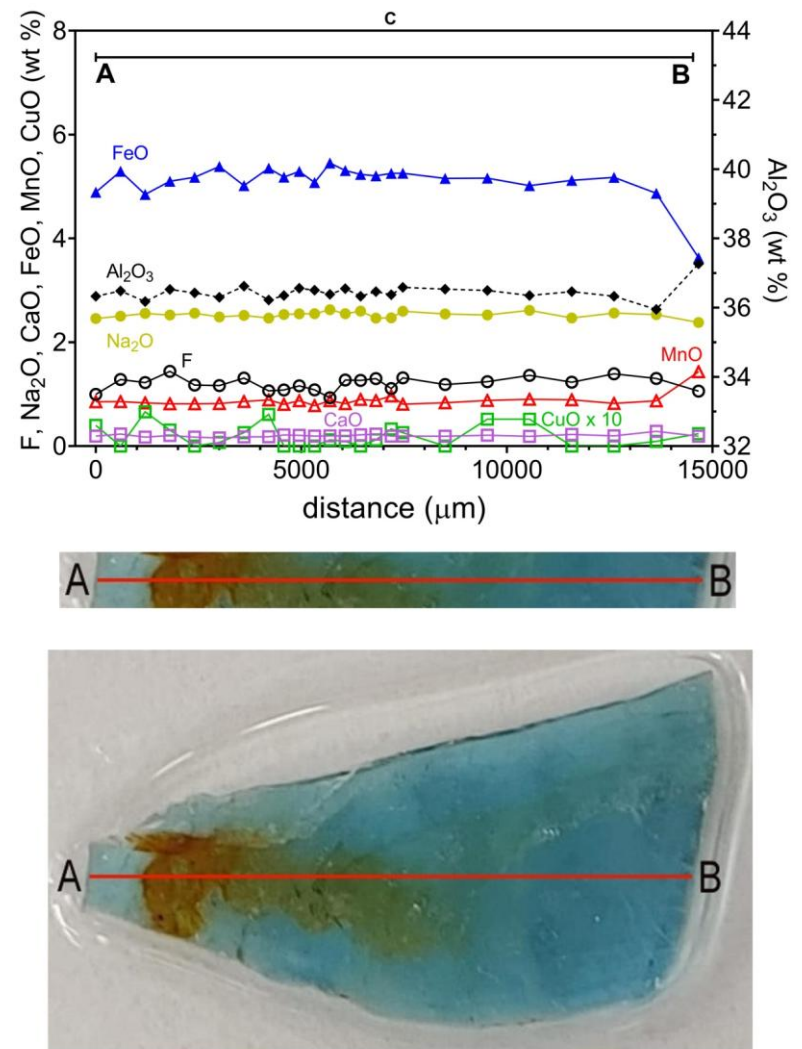 c
8
6
4
2
0
F, Na₂O, CaO, FeO, MnO, CuO (wt %)
44
42
40
38
36
34
32
Al₂O₃ (wt %)
A
B
FeO
Al₂O₃
Na₂O
F
MnO
CaO
CuO x 10
0 5000 10000 15000
distance (μm)
A B
A B